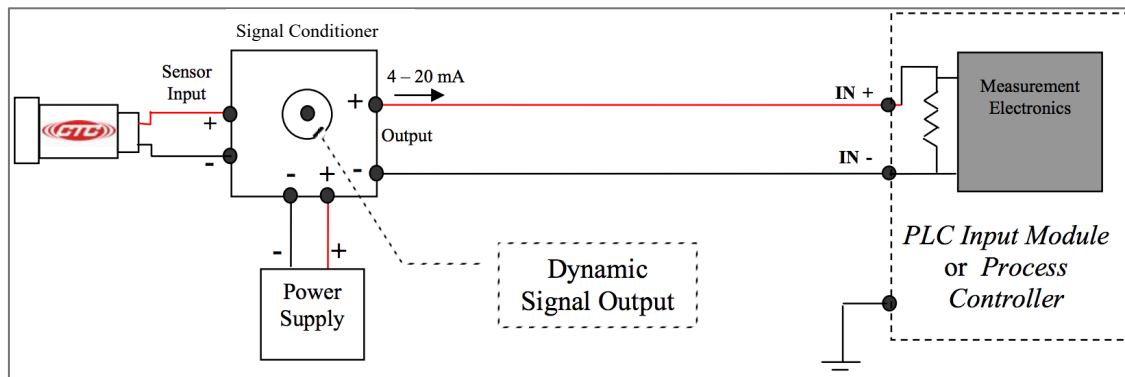 Signal Conditioner
Sensor
Input
CTC
+
-
+
4 – 20 mA
Output
-
-
+
-
+
Power
Supply
Dynamic
Signal Output
IN +
IN -
Measurement
Electronics
PLC Input Module
or Process
Controller